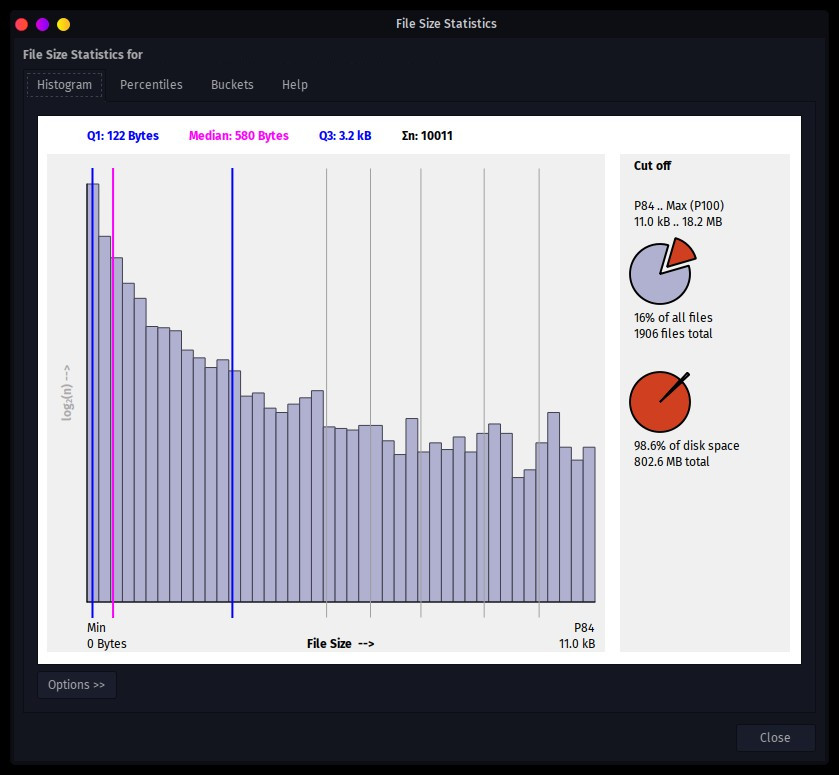 File Size Statistics
File Size Statistics for
Histogram Percentiles Buckets Help
Q1: 122 Bytes Median: 580 Bytes Q3: 3.2 kB Σn: 10011
Cut off
P84 .. Max (P100)
11.0 kB .. 18.2 MB
16% of all files
1906 files total
98.6% of disk space
802.6 MB total
log₂(n) -->
Min P84
0 Bytes File Size --> 11.0 kB
Options >>
Close